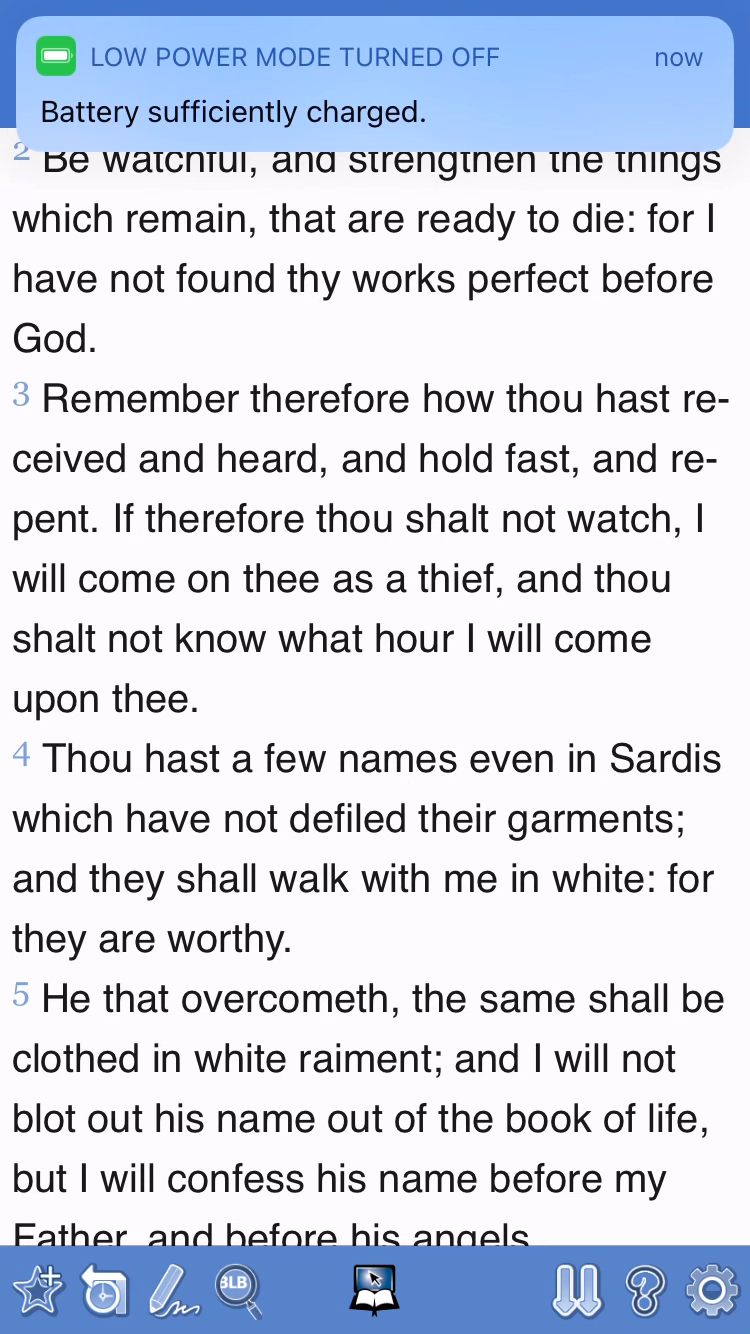 LOW POWER MODE TURNED OFF now
Battery sufficiently charged.
2 Be watchful, and strengthen the things
which remain, that are ready to die: for I
have not found thy works perfect before
God.
3 Remember therefore how thou hast re-
ceived and heard, and hold fast, and re-
pent. If therefore thou shalt not watch, I
will come on thee as a thief, and thou
shalt not know what hour I will come
upon thee.
4 Thou hast a few names even in Sardis
which have not defiled their garments;
and they shall walk with me in white: for
they are worthy.
5 He that overcometh, the same shall be
clothed in white raiment; and I will not
blot out his name out of the book of life,
but I will confess his name before my
Father, and before his angels.
BLB